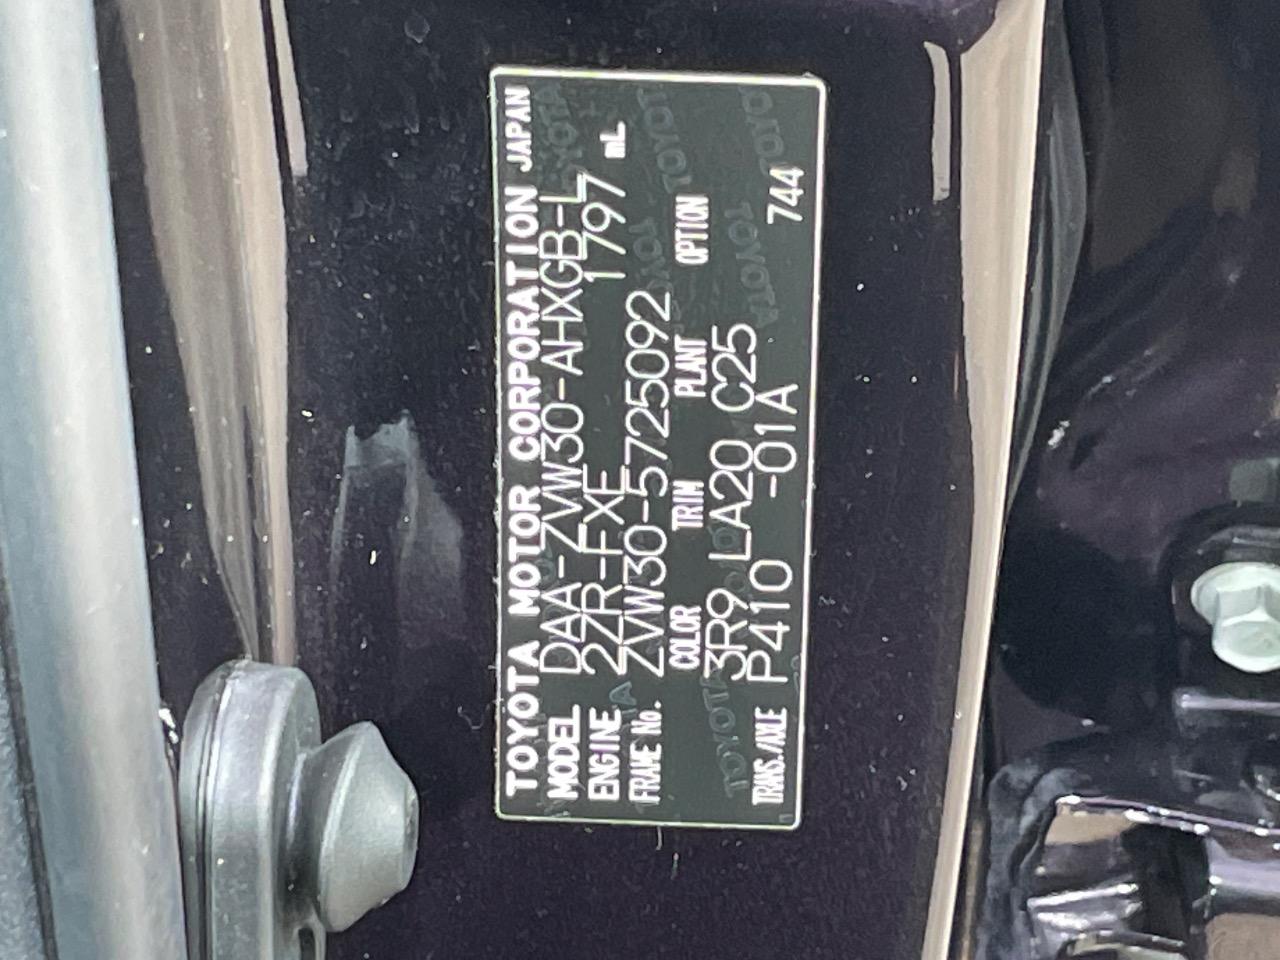 TOYOTA MOTOR CORPORATION JAPAN
MODEL DAA-ZVW30-AHXGB-L
ENGINE 2ZR-FXE 1797 mL
FRAME No. ZVW30-5725092
COLOR TRIM PLANT OPTION
3R9 LA20 C25
TRANS./AXLE P410 -01A 744